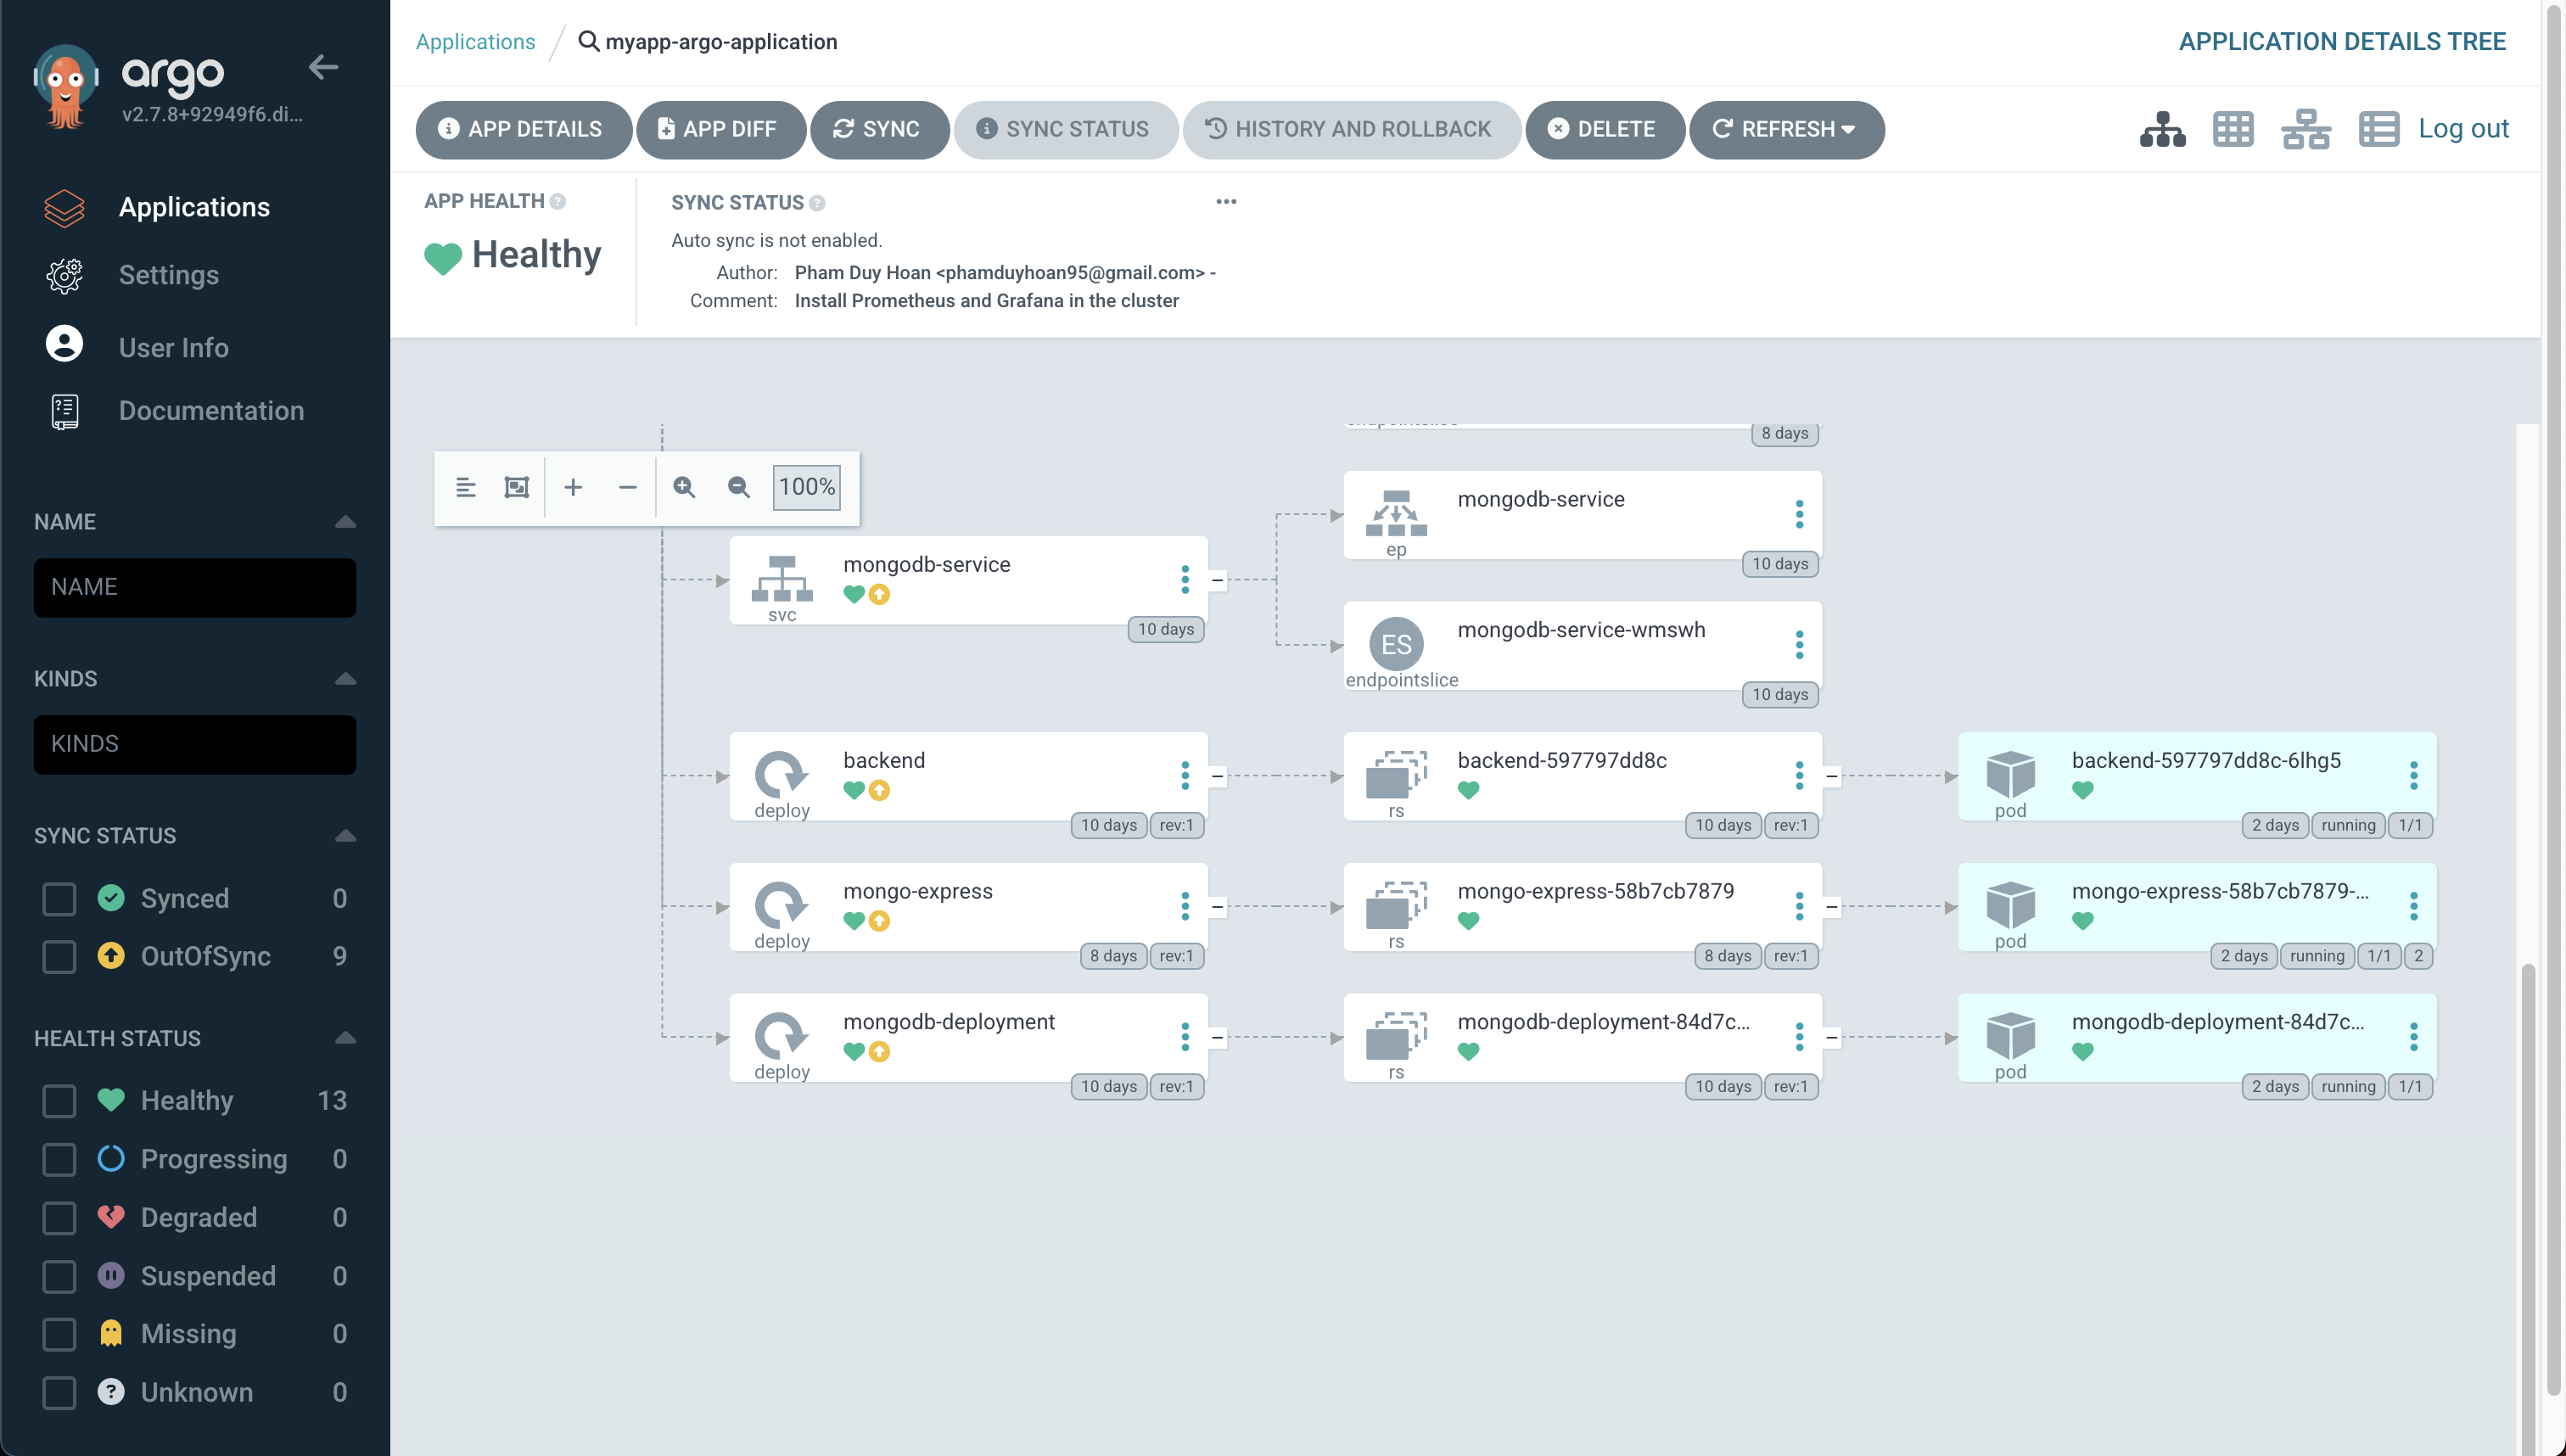 argo
v2.7.8+92949f6.di...
Applications
Settings
User Info
Documentation
NAME
NAME
KINDS
KINDS
SYNC STATUS
Synced 0
OutOfSync 9
HEALTH STATUS
Healthy 13
Progressing 0
Degraded 0
Suspended 0
Missing 0
Unknown 0
Applications / myapp-argo-application
APPLICATION DETAILS TREE
APP DETAILS APP DIFF SYNC SYNC STATUS HISTORY AND ROLLBACK DELETE REFRESH
Log out
APP HEALTH
Healthy
SYNC STATUS
Auto sync is not enabled.
Author: Pham Duy Hoan <phamduyhoan95@gmail.com> -
Comment: Install Prometheus and Grafana in the cluster
100%
endpointslice
8 days
mongodb-service
ep
10 days
mongodb-service
svc
10 days
ES
mongodb-service-wmswh
endpointslice
10 days
backend
deploy
10 days rev:1
backend-597797dd8c
rs
10 days rev:1
backend-597797dd8c-6lhg5
pod
2 days running 1/1
mongo-express
deploy
8 days rev:1
mongo-express-58b7cb7879
rs
8 days rev:1
mongo-express-58b7cb7879-...
pod
2 days running 1/1 2
mongodb-deployment
deploy
10 days rev:1
mongodb-deployment-84d7c...
rs
10 days rev:1
mongodb-deployment-84d7c...
pod
2 days running 1/1